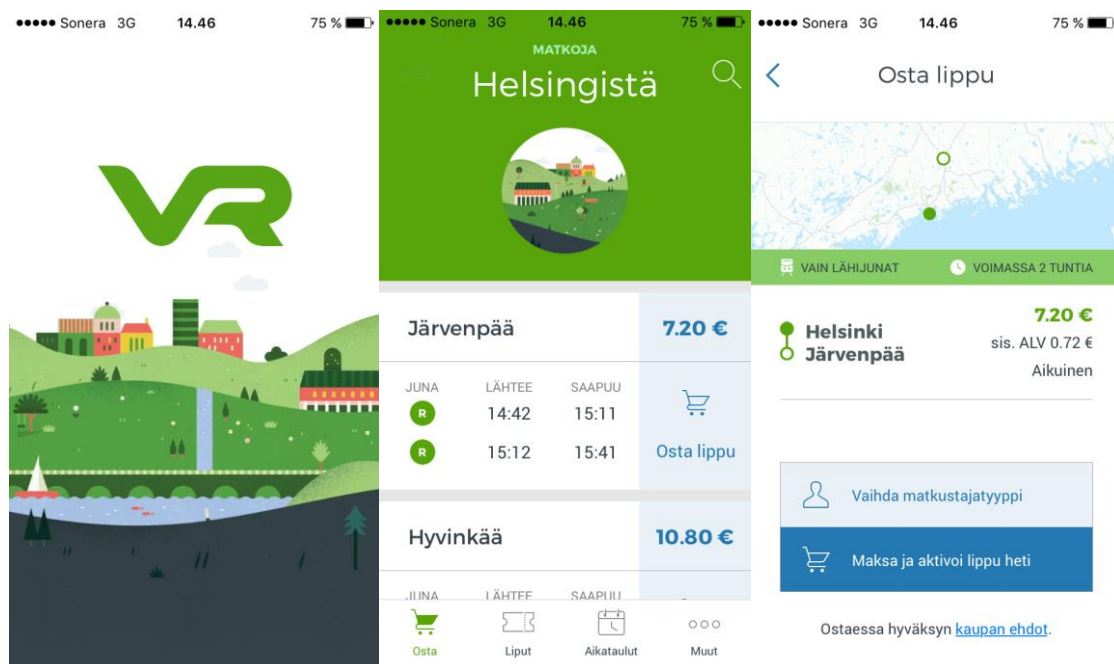 Sonera 3G 14.46 75 %
VR
Sonera 3G 14.46 75 %
MATKOJA
Helsingistä
Järvenpää 7.20 €
JUNA LÄHTEE SAAPUU
R 14:42 15:11
R 15:12 15:41 Osta lippu
Hyvinkää 10.80 €
JUNA LÄHTEE SAAPUU
Osta Liput Aikataulut Muut
Sonera 3G 14.46 75 %
Osta lippu
VAIN LÄHIJUNAT VOIMASSA 2 TUNTIA
7.20 €
Helsinki
sis. ALV 0.72 €
Järvenpää
Aikuinen
Vaihda matkustajatyyppi
Maksa ja aktivoi lippu heti
Ostaessa hyväksyn kaupan ehdot.